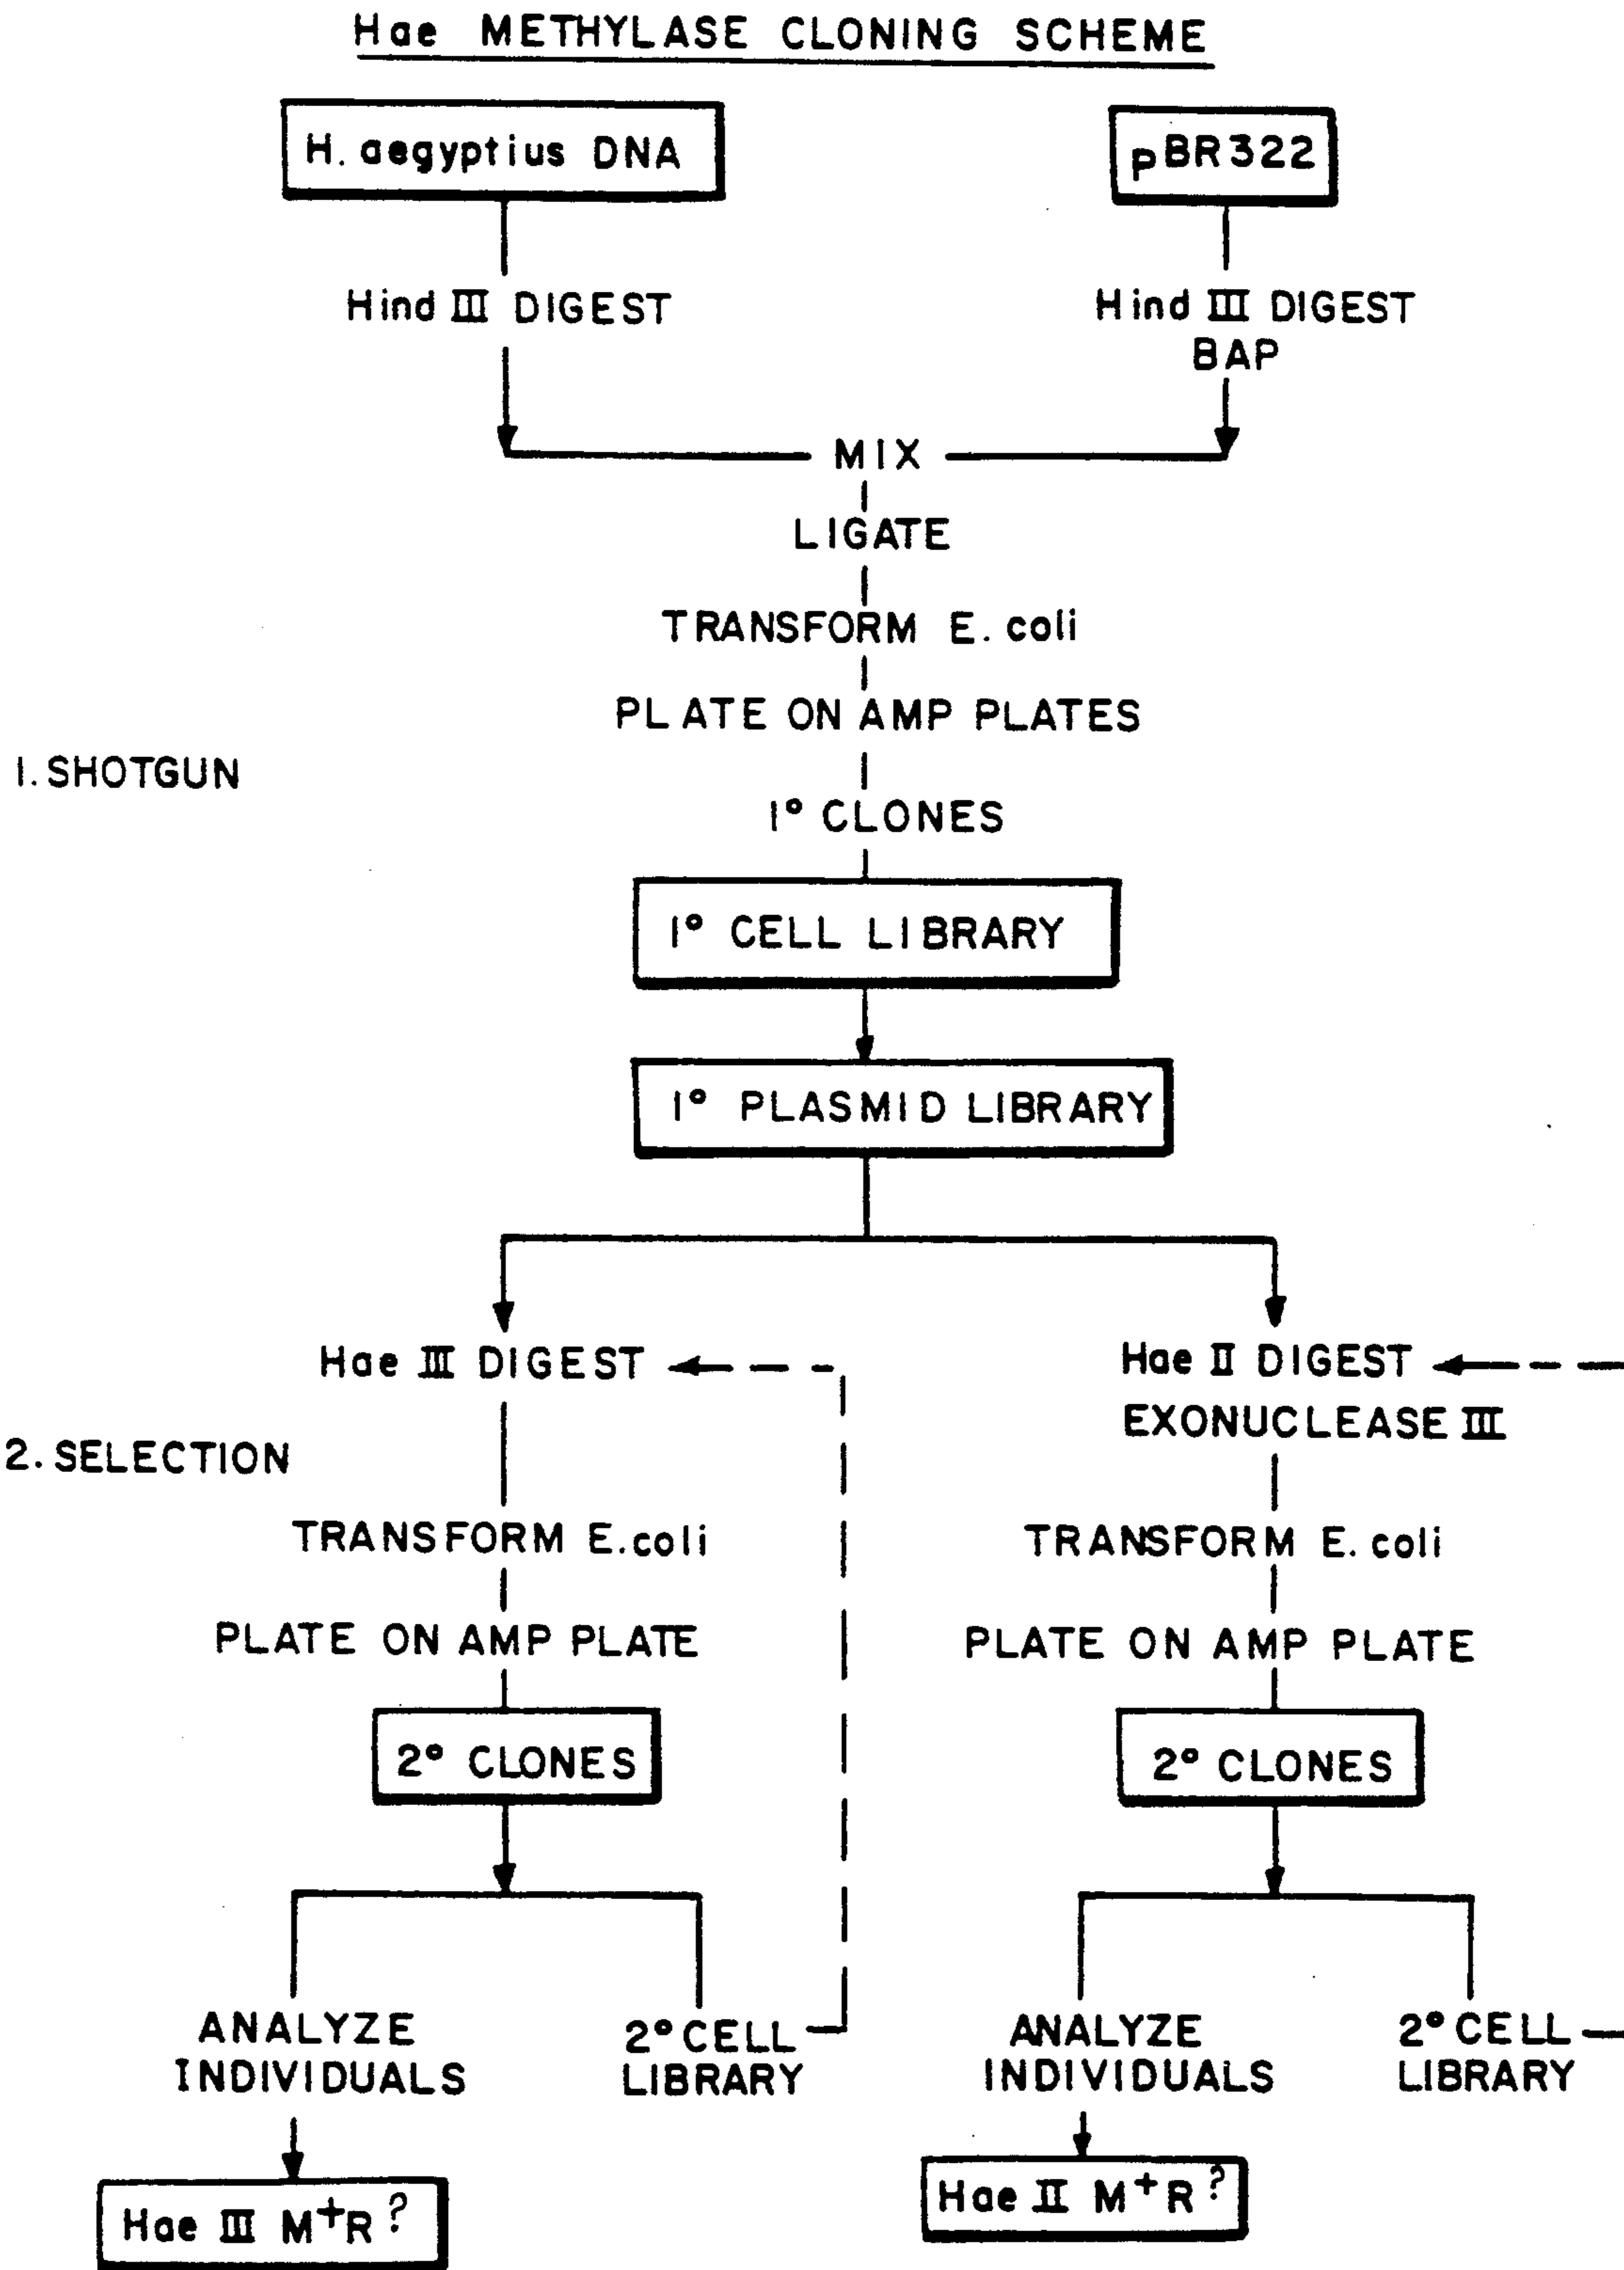 Hae METHYLASE CLONING SCHEME
H. aegyptius DNA
pBR322
Hind III DIGEST
Hind III DIGEST
BAP
MIX
LIGATE
TRANSFORM E. coli
PLATE ON AMP PLATES
1. SHOTGUN
1° CLONES
1° CELL LIBRARY
1° PLASMID LIBRARY
Hae III DIGEST
Hae II DIGEST
EXONUCLEASE III
2. SELECTION
TRANSFORM E. coli
TRANSFORM E. coli
PLATE ON AMP PLATE
PLATE ON AMP PLATE
2° CLONES
2° CLONES
ANALYZE
INDIVIDUALS
2° CELL
LIBRARY
ANALYZE
INDIVIDUALS
2° CELL
LIBRARY
Hae III M⁺R?
Hae II M⁺R?